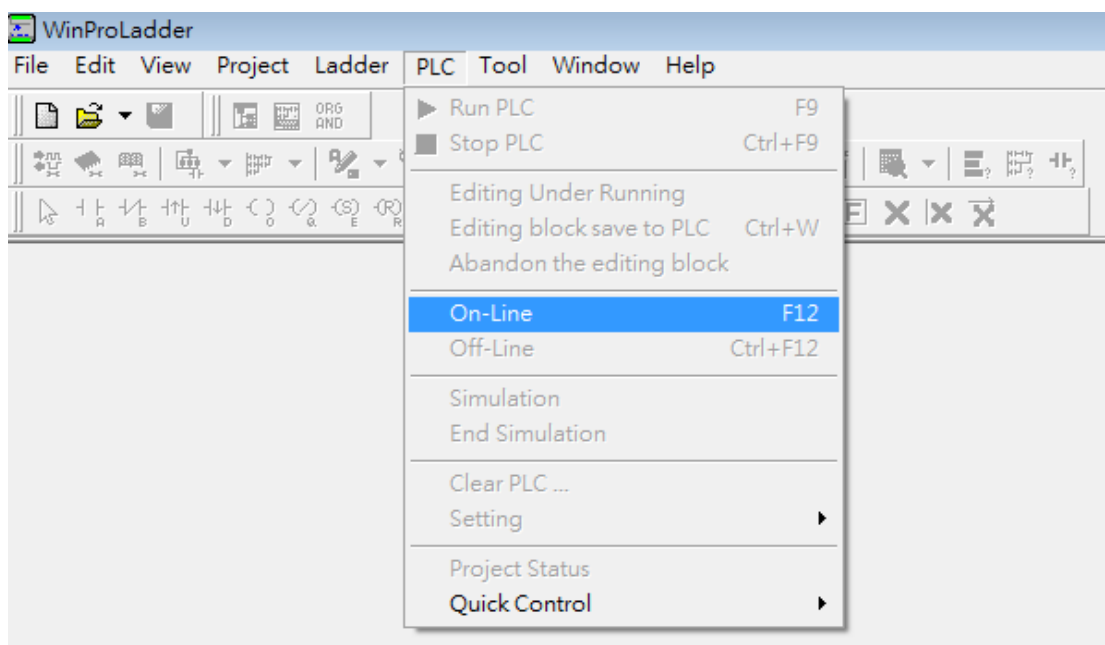 WinProLadder
File Edit View Project Ladder PLC Tool Window Help
ORG
AND
A B U D O Q E R
F
? ? ?
Run PLC F9
Stop PLC Ctrl+F9
Editing Under Running
Editing block save to PLC Ctrl+W
Abandon the editing block
On-Line F12
Off-Line Ctrl+F12
Simulation
End Simulation
Clear PLC ...
Setting
Project Status
Quick Control